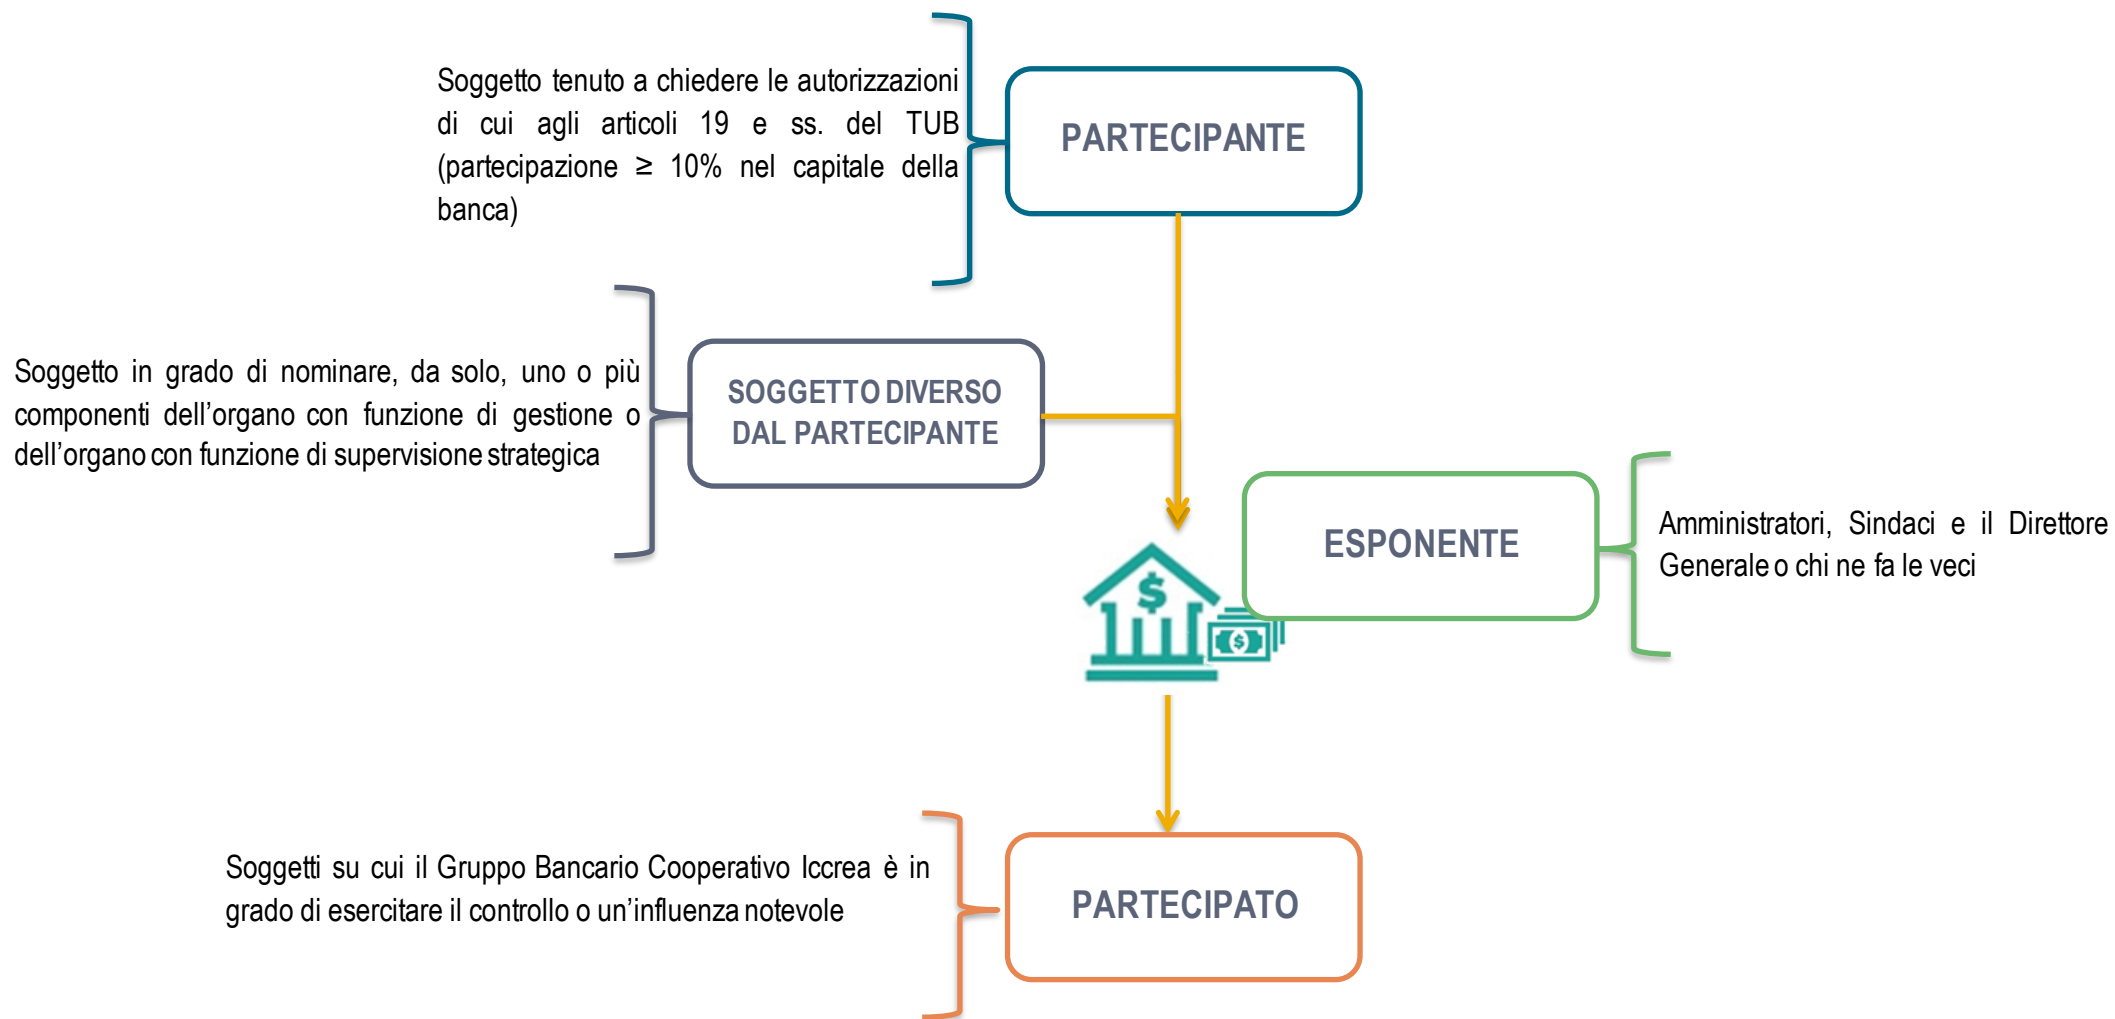 Soggetto tenuto a chiedere le autorizzazioni
di cui agli articoli 19 e ss. del TUB
(partecipazione ≥ 10% nel capitale della
banca)
PARTECIPANTE
Soggetto in grado di nominare, da solo, uno o più
componenti dell’organo con funzione di gestione o
dell’organo con funzione di supervisione strategica
SOGGETTO DIVERSO
DAL PARTECIPANTE
ESPONENTE
Amministratori, Sindaci e il Direttore
Generale o chi ne fa le veci
$
$
Soggetti su cui il Gruppo Bancario Cooperativo Iccrea è in
grado di esercitare il controllo o un’influenza notevole
PARTECIPATO